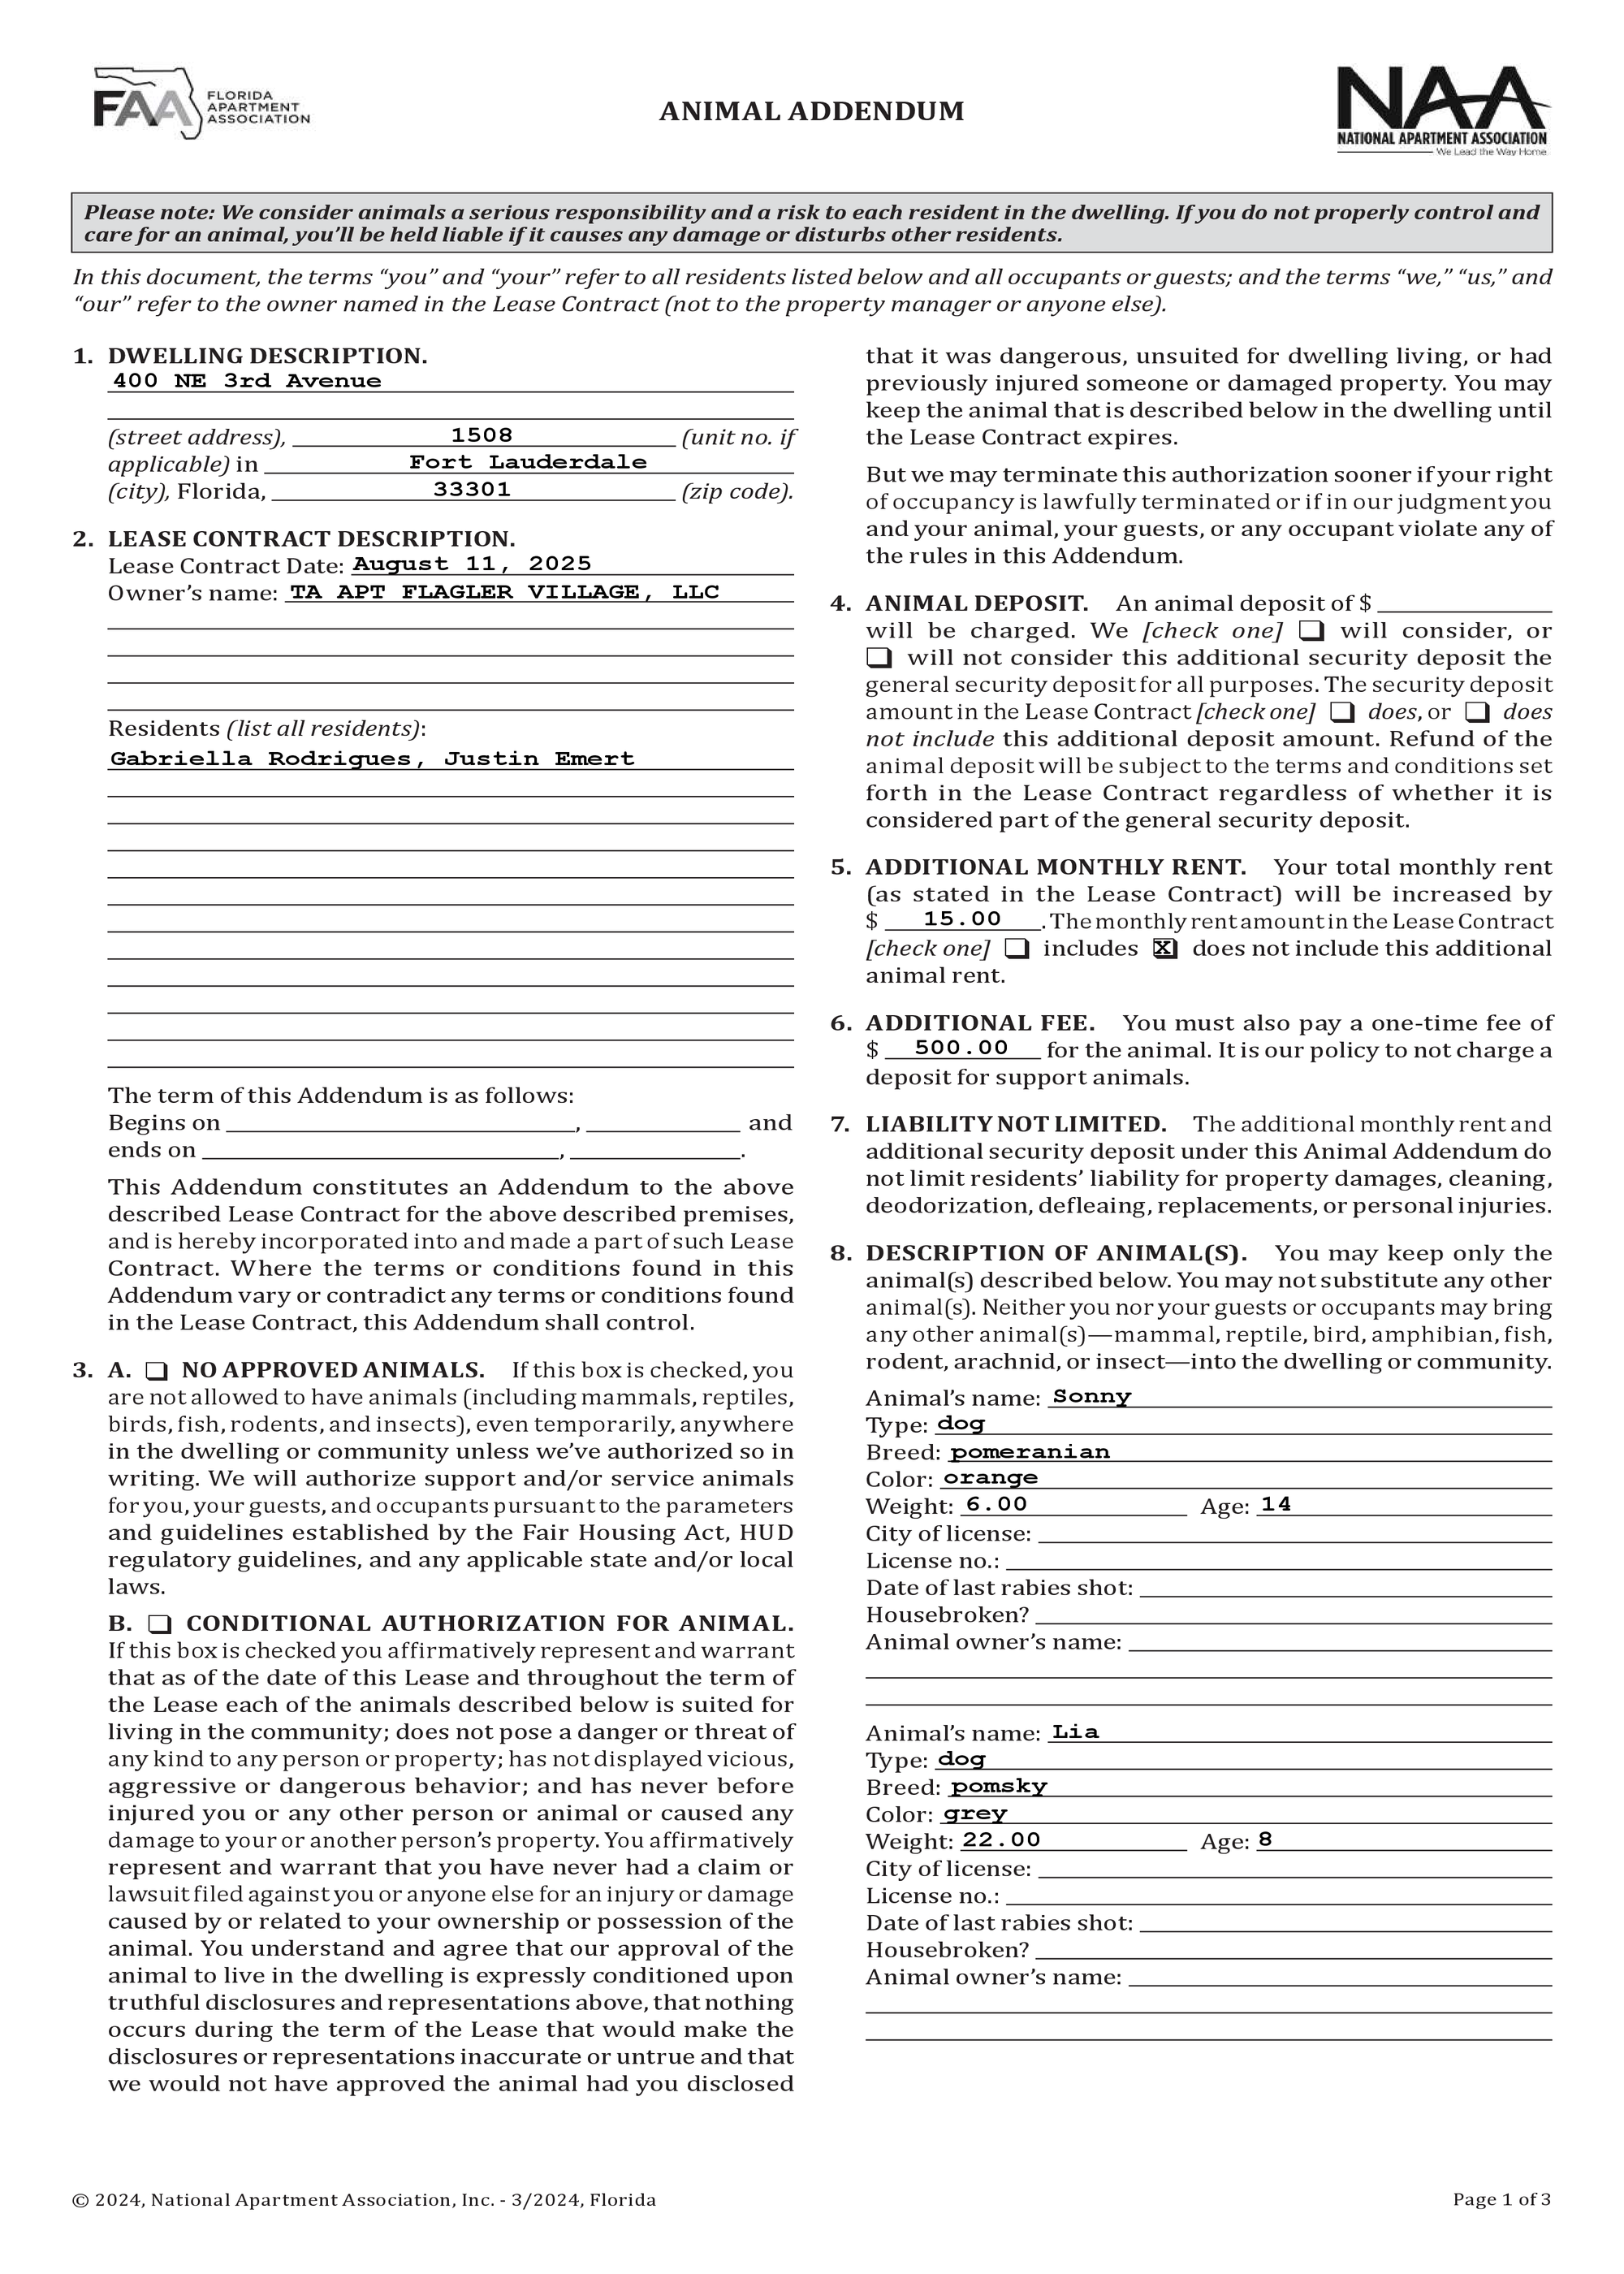 FAA
FLORIDA
APARTMENT
ASSOCIATION
ANIMAL ADDENDUM
NAA
NATIONAL APARTMENT ASSOCIATION
We Lead the Way Home
Please note: We consider animals a serious responsibility and a risk to each resident in the dwelling. If you do not properly control and
care for an animal, you’ll be held liable if it causes any damage or disturbs other residents.
In this document, the terms “you” and “your” refer to all residents listed below and all occupants or guests; and the terms “we,” “us,” and
“our” refer to the owner named in the Lease Contract (not to the property manager or anyone else).
1. DWELLING DESCRIPTION.
400 NE 3rd Avenue
(street address), 1508 (unit no. if
applicable) in Fort Lauderdale
(city), Florida, 33301 (zip code).
2. LEASE CONTRACT DESCRIPTION.
Lease Contract Date: August 11, 2025
Owner’s name: TA APT FLAGLER VILLAGE, LLC
Residents (list all residents):
Gabriella Rodrigues, Justin Emert
The term of this Addendum is as follows:
Begins on , and
ends on , .
This Addendum constitutes an Addendum to the above
described Lease Contract for the above described premises,
and is hereby incorporated into and made a part of such Lease
Contract. Where the terms or conditions found in this
Addendum vary or contradict any terms or conditions found
in the Lease Contract, this Addendum shall control.
3. A. ❏ NO APPROVED ANIMALS. If this box is checked, you
are not allowed to have animals (including mammals, reptiles,
birds, fish, rodents, and insects), even temporarily, anywhere
in the dwelling or community unless we’ve authorized so in
writing. We will authorize support and/or service animals
for you, your guests, and occupants pursuant to the parameters
and guidelines established by the Fair Housing Act, HUD
regulatory guidelines, and any applicable state and/or local
laws.
B. ❏ CONDITIONAL AUTHORIZATION FOR ANIMAL.
If this box is checked you affirmatively represent and warrant
that as of the date of this Lease and throughout the term of
the Lease each of the animals described below is suited for
living in the community; does not pose a danger or threat of
any kind to any person or property; has not displayed vicious,
aggressive or dangerous behavior; and has never before
injured you or any other person or animal or caused any
damage to your or another person’s property. You affirmatively
represent and warrant that you have never had a claim or
lawsuit filed against you or anyone else for an injury or damage
caused by or related to your ownership or possession of the
animal. You understand and agree that our approval of the
animal to live in the dwelling is expressly conditioned upon
truthful disclosures and representations above, that nothing
occurs during the term of the Lease that would make the
disclosures or representations inaccurate or untrue and that
we would not have approved the animal had you disclosed
that it was dangerous, unsuited for dwelling living, or had
previously injured someone or damaged property. You may
keep the animal that is described below in the dwelling until
the Lease Contract expires.
But we may terminate this authorization sooner if your right
of occupancy is lawfully terminated or if in our judgment you
and your animal, your guests, or any occupant violate any of
the rules in this Addendum.
4. ANIMAL DEPOSIT. An animal deposit of $
will be charged. We [check one] ❏ will consider, or
❏ will not consider this additional security deposit the
general security deposit for all purposes. The security deposit
amount in the Lease Contract [check one] ❏ does, or ❏ does
not include this additional deposit amount. Refund of the
animal deposit will be subject to the terms and conditions set
forth in the Lease Contract regardless of whether it is
considered part of the general security deposit.
5. ADDITIONAL MONTHLY RENT. Your total monthly rent
(as stated in the Lease Contract) will be increased by
$ 15.00 . The monthly rent amount in the Lease Contract
[check one] ❏ includes ☒ does not include this additional
animal rent.
6. ADDITIONAL FEE. You must also pay a one-time fee of
$ 500.00 for the animal. It is our policy to not charge a
deposit for support animals.
7. LIABILITY NOT LIMITED. The additional monthly rent and
additional security deposit under this Animal Addendum do
not limit residents’ liability for property damages, cleaning,
deodorization, defleaing, replacements, or personal injuries.
8. DESCRIPTION OF ANIMAL(S). You may keep only the
animal(s) described below. You may not substitute any other
animal(s). Neither you nor your guests or occupants may bring
any other animal(s)—mammal, reptile, bird, amphibian, fish,
rodent, arachnid, or insect—into the dwelling or community.
Animal’s name: Sonny
Type: dog
Breed: pomeranian
Color: orange
Weight: 6.00 Age: 14
City of license:
License no.:
Date of last rabies shot:
Housebroken?
Animal owner’s name:
Animal’s name: Lia
Type: dog
Breed: pomsky
Color: grey
Weight: 22.00 Age: 8
City of license:
License no.:
Date of last rabies shot:
Housebroken?
Animal owner’s name:
© 2024, National Apartment Association, Inc. - 3/2024, Florida
Page 1 of 3